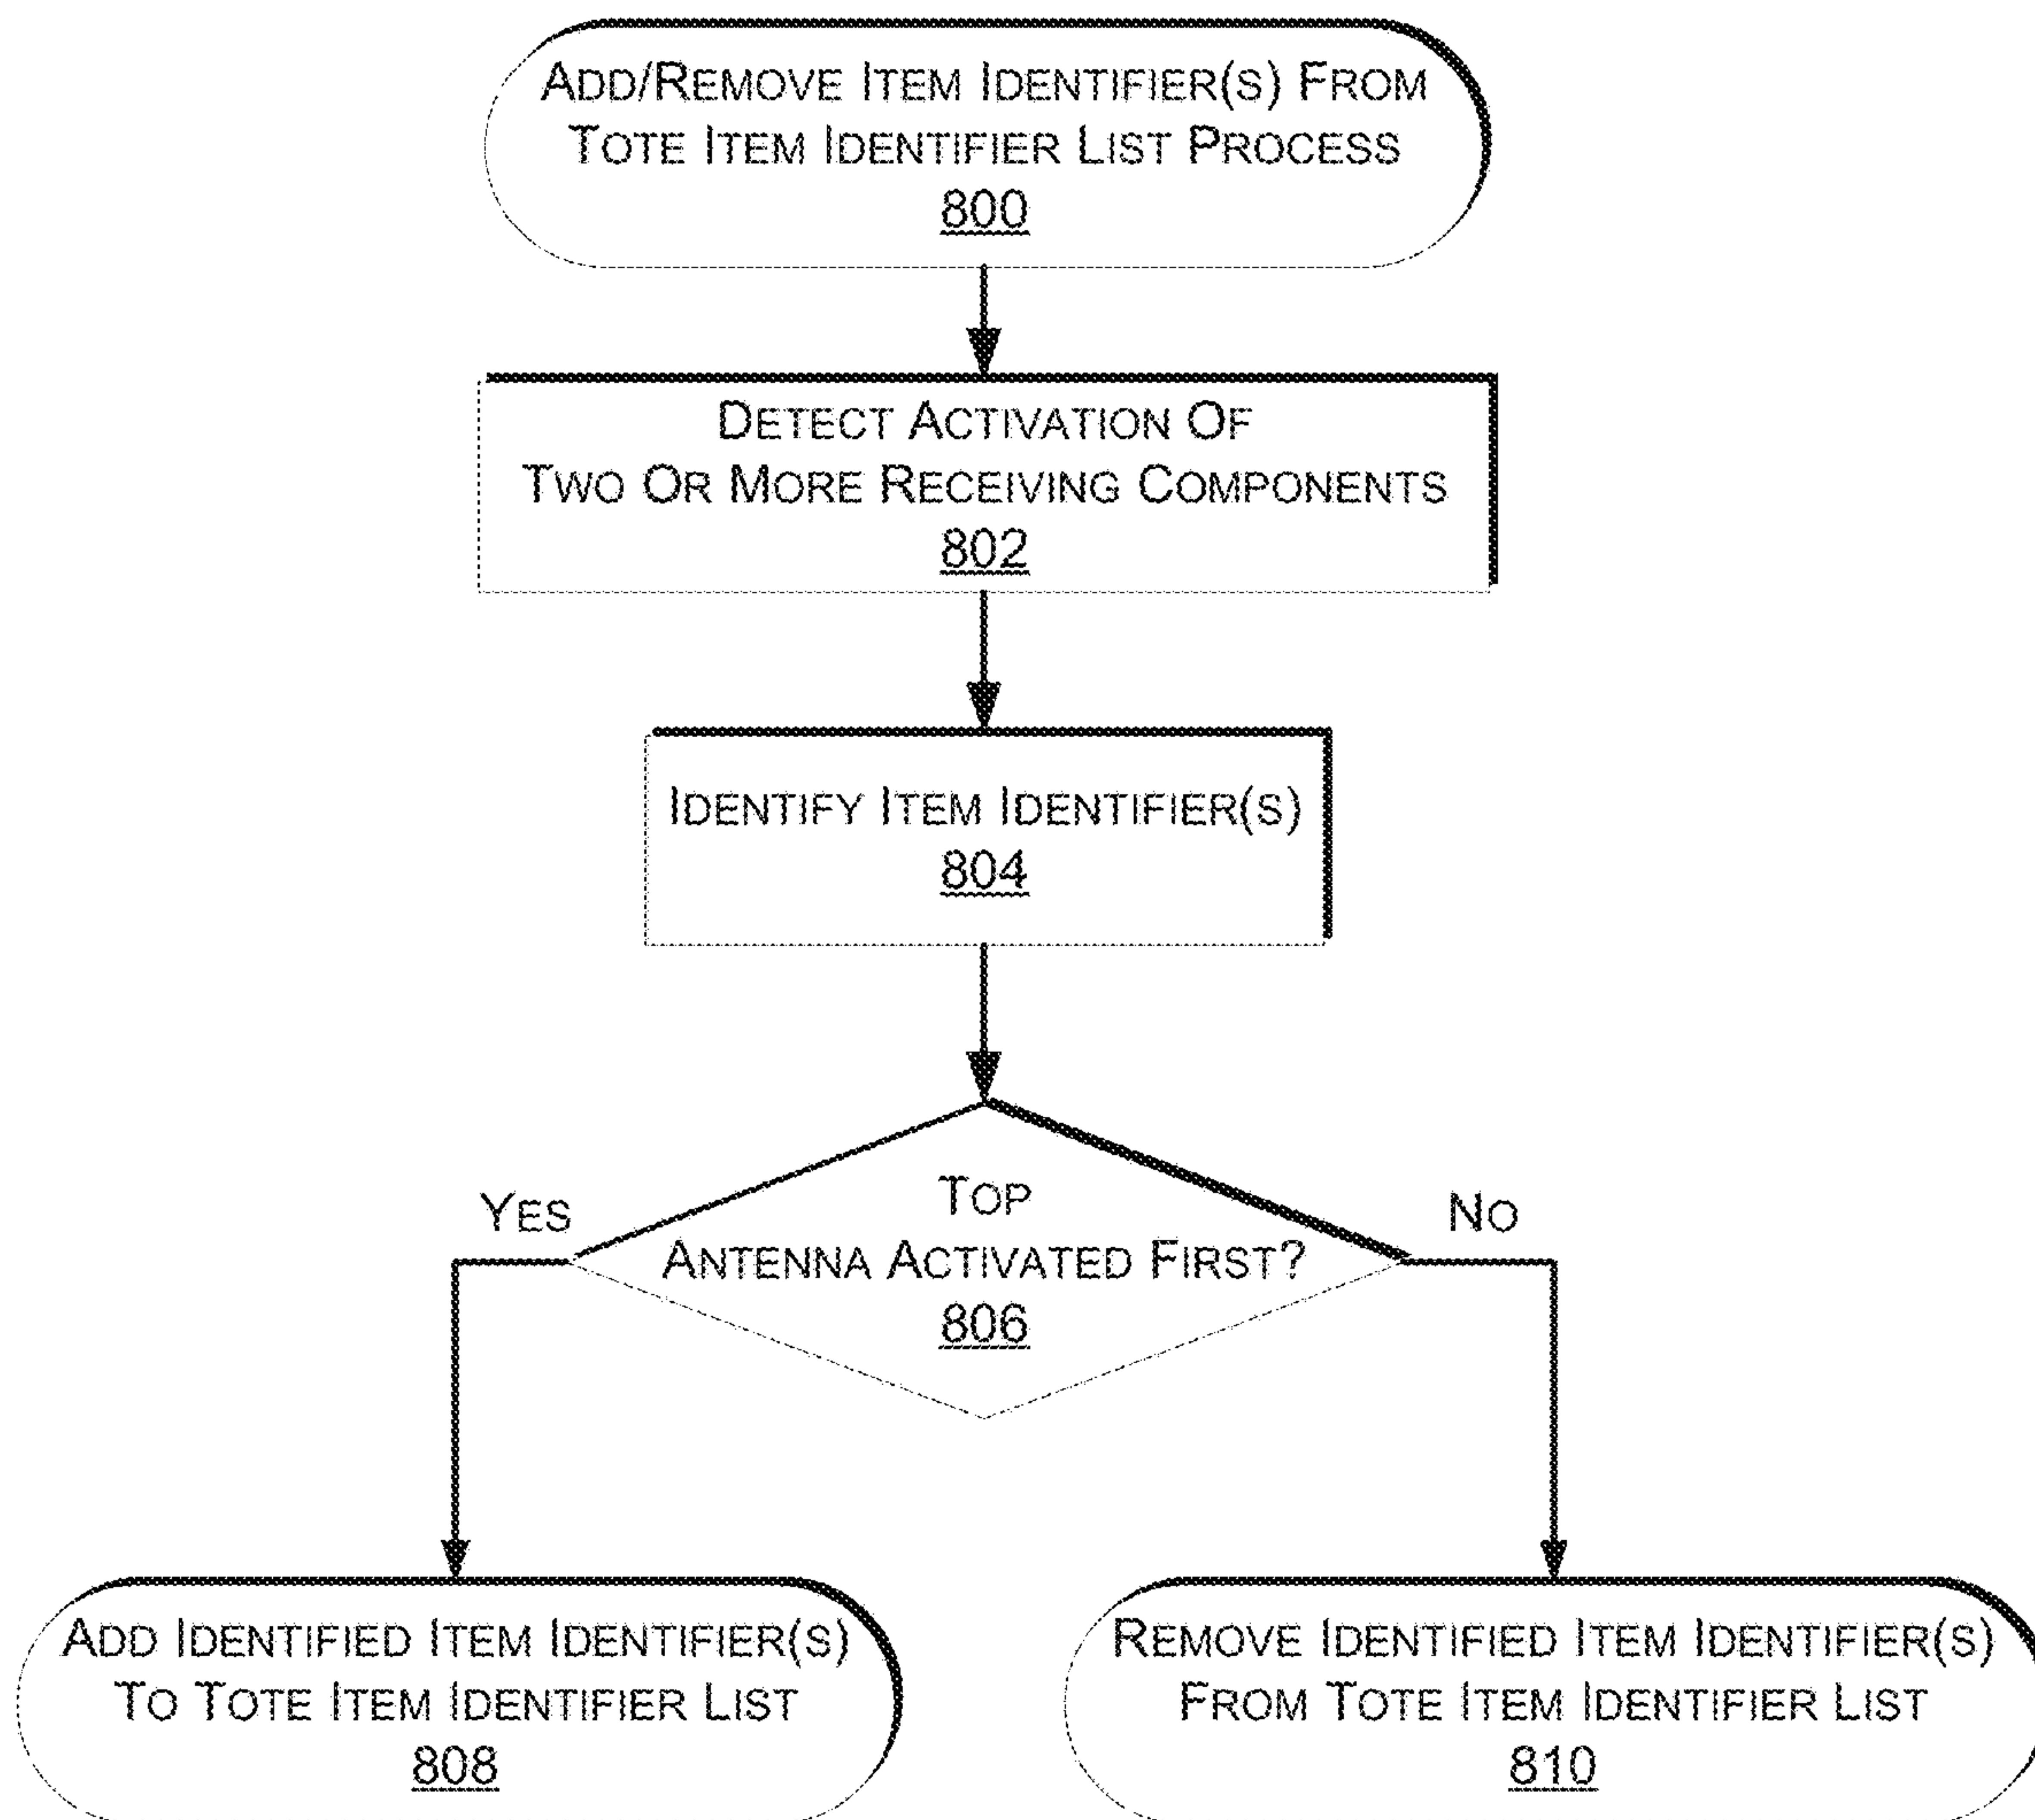 ADD/REMOVE ITEM IDENTIFIER(S) FROM
TOTE ITEM IDENTIFIER LIST PROCESS
800
DETECT ACTIVATION OF
TWO OR MORE RECEIVING COMPONENTS
802
IDENTIFY ITEM IDENTIFIER(S)
804
TOP
ANTENNA ACTIVATED FIRST?
806
YES
NO
ADD IDENTIFIED ITEM IDENTIFIER(S)
TO TOTE ITEM IDENTIFIER LIST
808
REMOVE IDENTIFIED ITEM IDENTIFIER(S)
FROM TOTE ITEM IDENTIFIER LIST
810